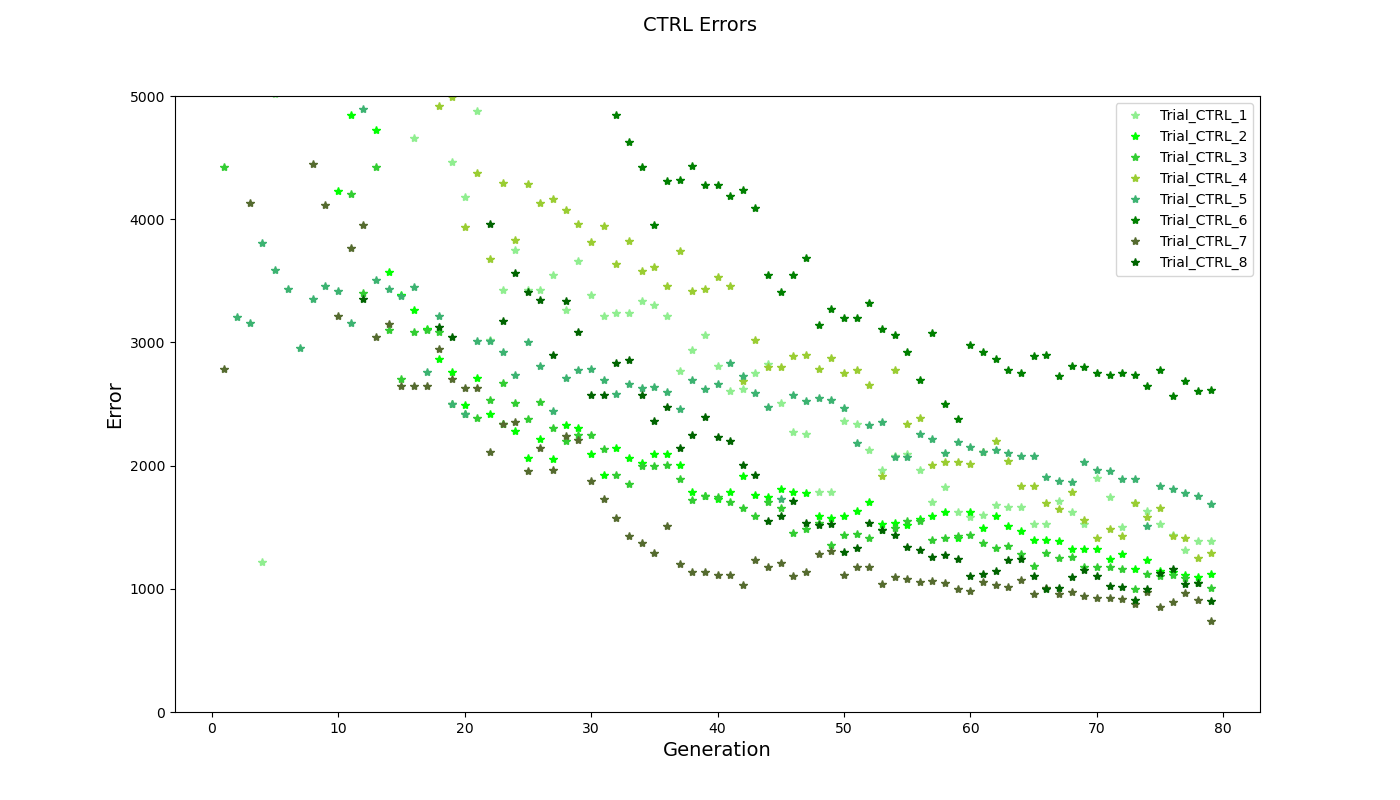 CTRL Errors
5000
4000
3000
2000
1000
0
Error
0 10 20 30 40 50 60 70 80
Generation
Trial_CTRL_1
Trial_CTRL_2
Trial_CTRL_3
Trial_CTRL_4
Trial_CTRL_5
Trial_CTRL_6
Trial_CTRL_7
Trial_CTRL_8